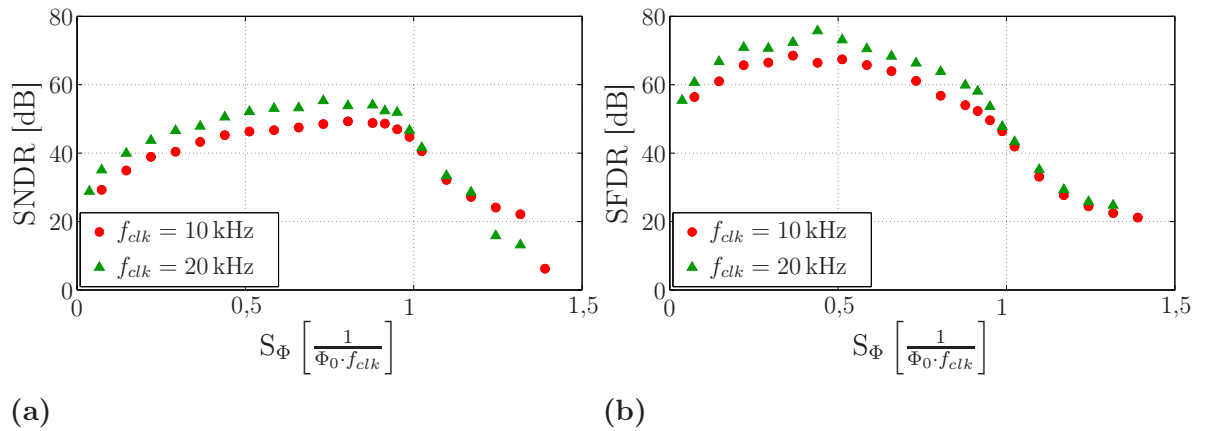 80
60
40
20
0
SNDR [dB]
f_clk = 10 kHz
f_clk = 20 kHz
0 0,5 1 1,5
S_Φ [1/(Φ_0·f_clk)]
(a)
80
60
40
20
0
SFDR [dB]
f_clk = 10 kHz
f_clk = 20 kHz
0 0,5 1 1,5
S_Φ [1/(Φ_0·f_clk)]
(b)